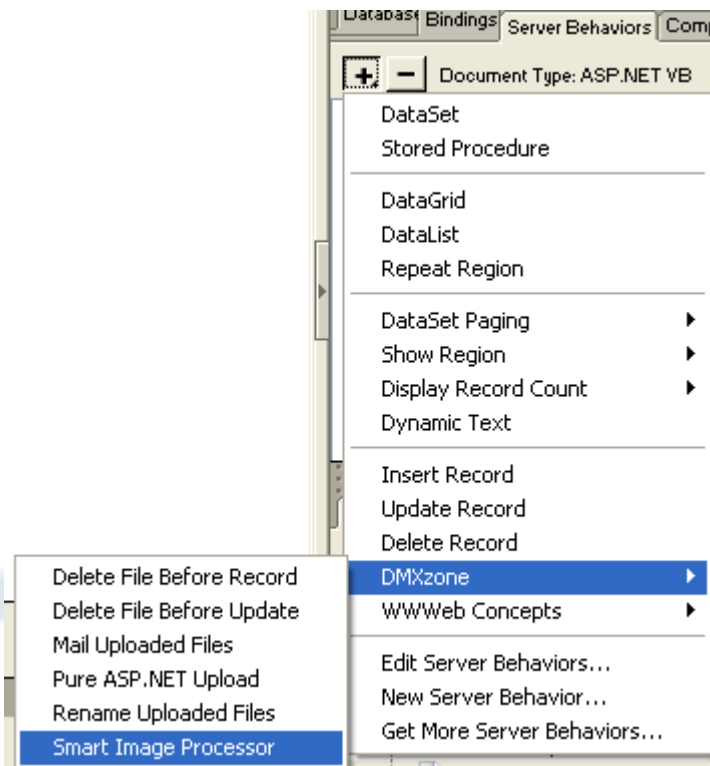 Database Bindings Server Behaviors Comp
+ − Document Type: ASP.NET VB
DataSet
Stored Procedure
DataGrid
DataList
Repeat Region
DataSet Paging
Show Region
Display Record Count
Dynamic Text
Insert Record
Update Record
Delete Record
DMXzone
WWWeb Concepts
Edit Server Behaviors...
New Server Behavior...
Get More Server Behaviors...
Delete File Before Record
Delete File Before Update
Mail Uploaded Files
Pure ASP.NET Upload
Rename Uploaded Files
Smart Image Processor